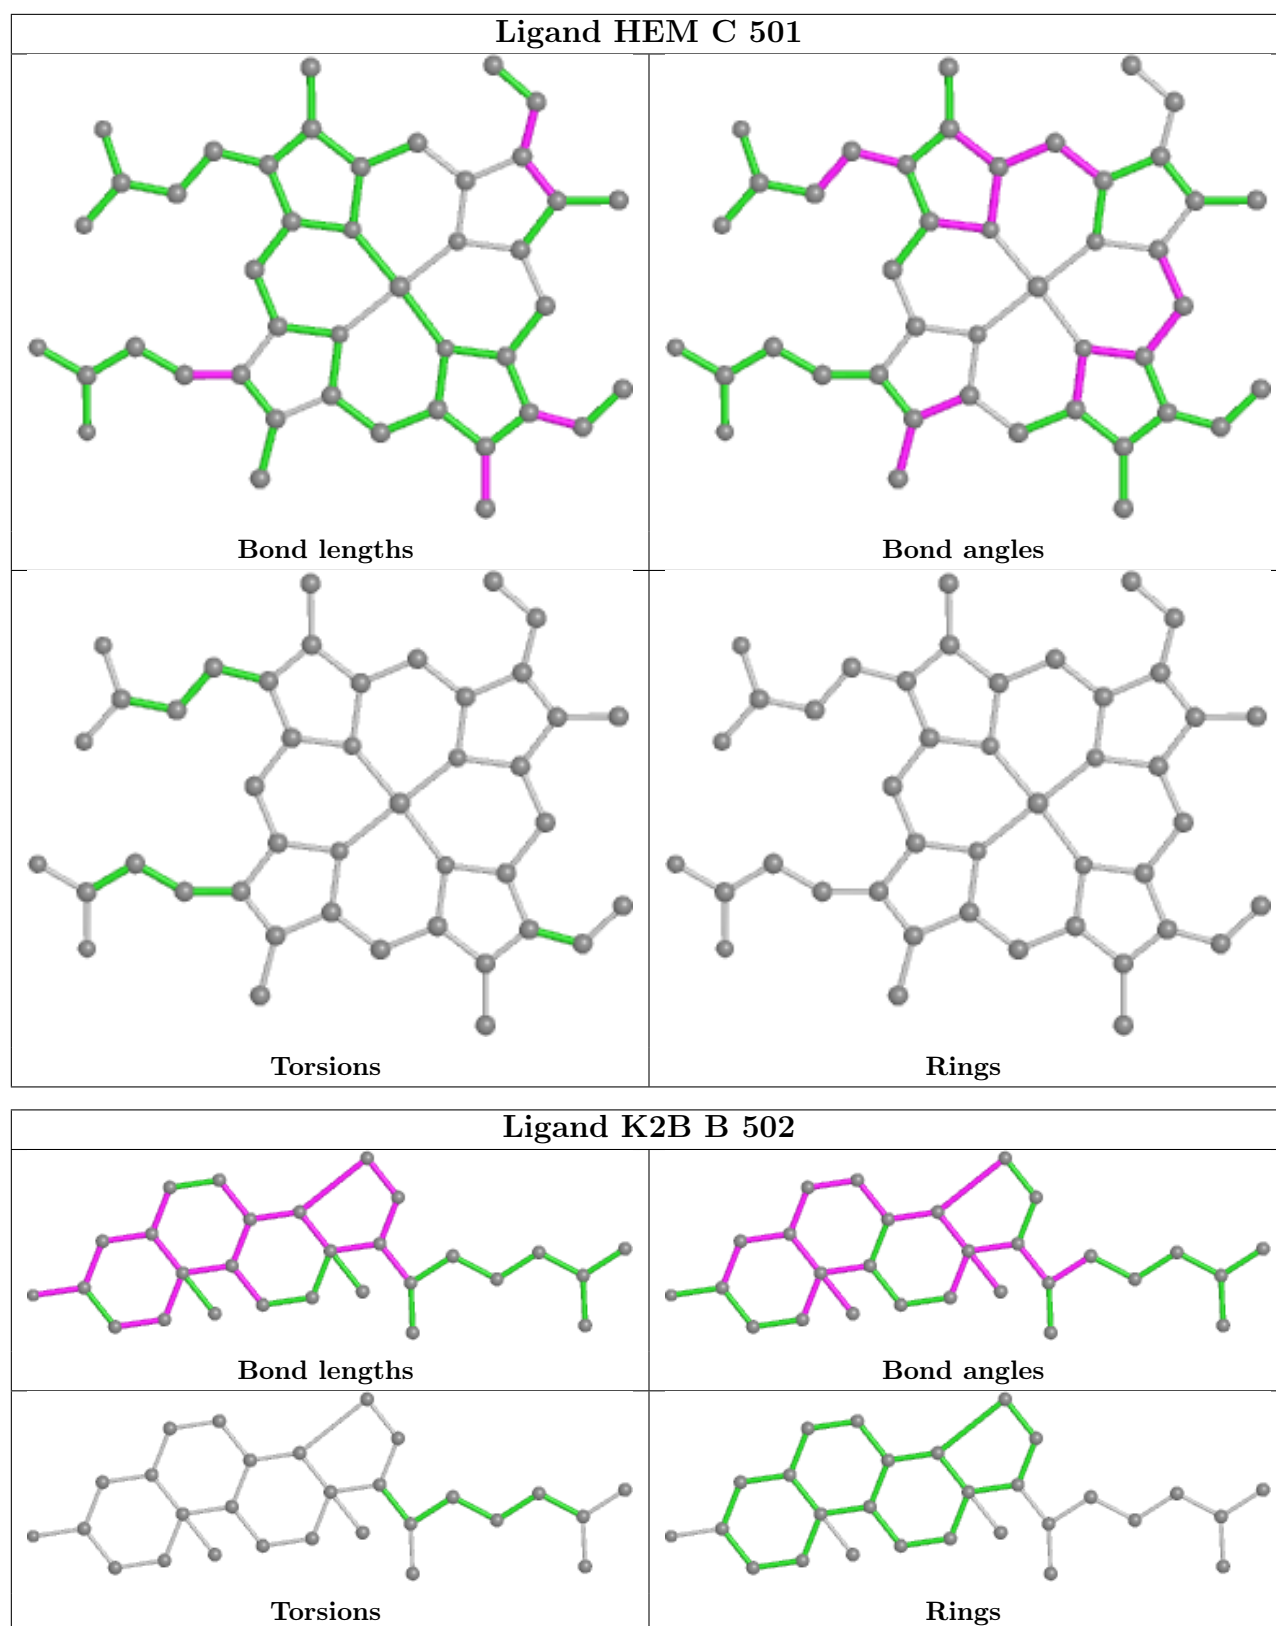 Ligand HEM C 501
Bond lengths
Bond angles
Torsions
Rings
Ligand K2B B 502
Bond lengths
Bond angles
Torsions
Rings